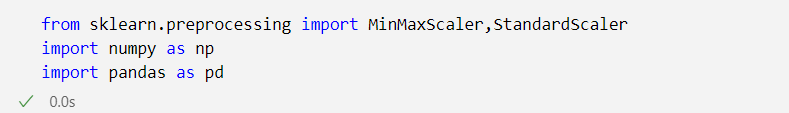 from sklearn.preprocessing import MinMaxScaler,StandardScaler
import numpy as np
import pandas as pd
0.0s